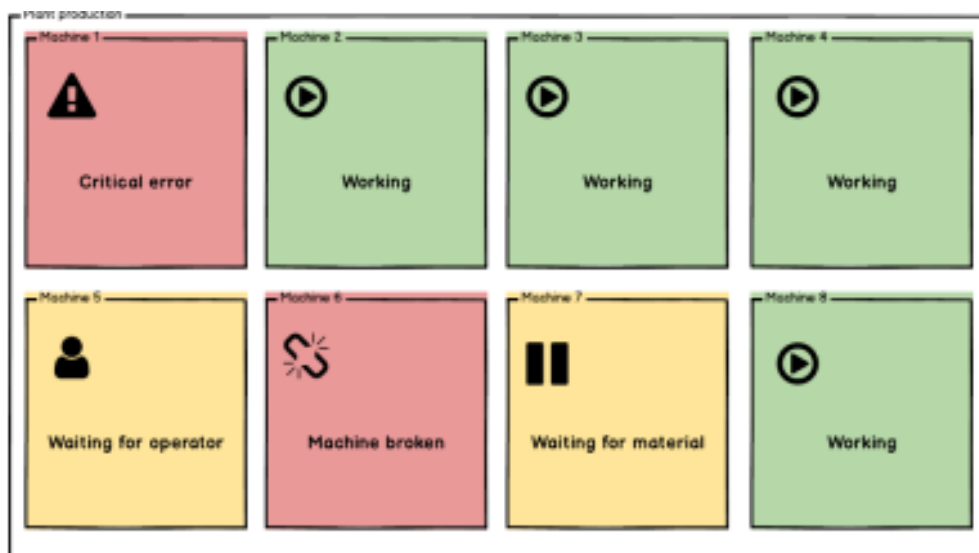 Plant production
Machine 1
Machine 2
Machine 3
Machine 4
Critical error
Working
Working
Working
Machine 5
Machine 6
Machine 7
Machine 8
Waiting for operator
Machine broken
Waiting for material
Working